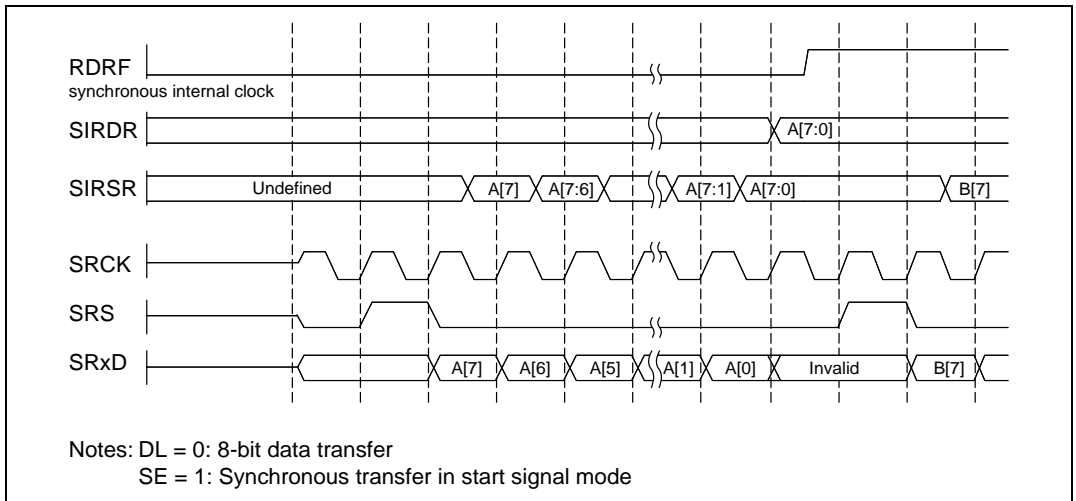 RDRF
synchronous internal clock
SIRDR
A[7:0]
SIRSR
Undefined
A[7]
A[7:6]
A[7:1]
A[7:0]
B[7]
SRCK
SRS
SRxD
A[7]
A[6]
A[5]
A[1]
A[0]
Invalid
B[7]
Notes: DL = 0: 8-bit data transfer
SE = 1: Synchronous transfer in start signal mode